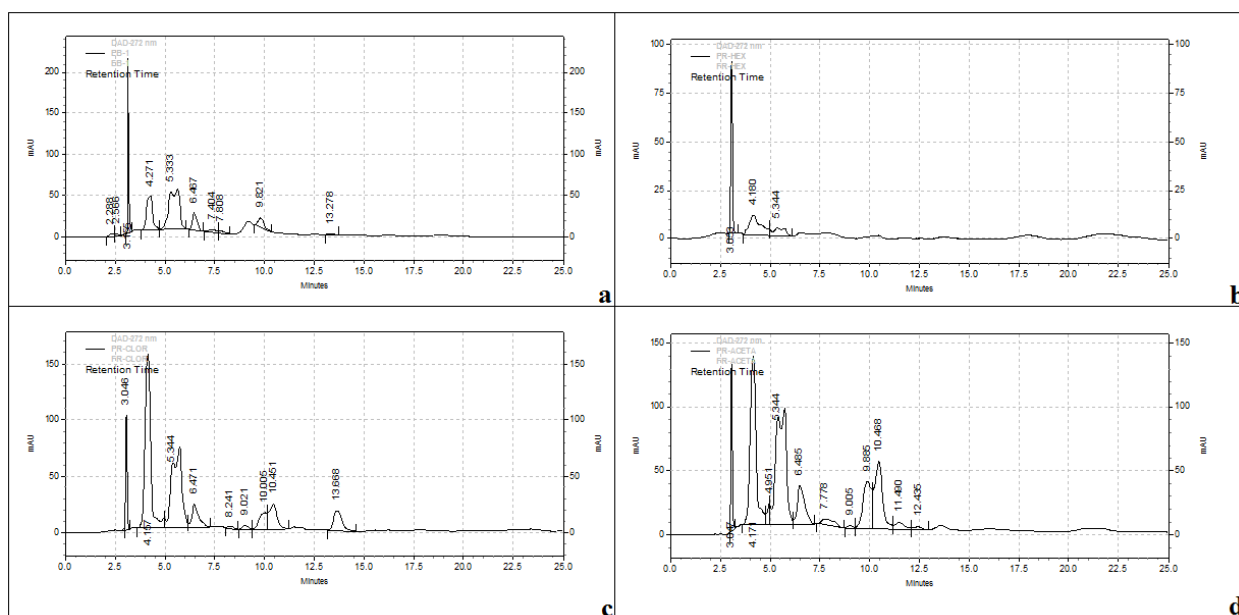 DAD-272 nm
PB-1
BB-1
Retention Time
200
150
100
50
0
mAU
2.288
2.566
4.271
5.333
6.467
7.404
7.808
9.821
13.278
200
150
100
50
0
mAU
0.0 2.5 5.0 7.5 10.0 12.5 15.0 17.5 20.0 22.5 25.0
Minutes
a
DAD-272 nm
PR-HEX
RR-HEX
Retention Time
100
75
50
25
0
mAU
4.180
5.344
100
75
50
25
0
mAU
0.0 2.5 5.0 7.5 10.0 12.5 15.0 17.5 20.0 22.5 25.0
Minutes
b
DAD-272 nm
PR-CLOR
RR-CLOR
Retention Time
150
100
50
0
mAU
3.046
4.157
5.344
6.471
8.241
9.021
10.005
10.451
13.668
150
100
50
0
mAU
0.0 2.5 5.0 7.5 10.0 12.5 15.0 17.5 20.0 22.5 25.0
Minutes
c
DAD-272 nm
PR-ACETA
RR-ACETA
Retention Time
150
100
50
0
mAU
3.047
4.171
4.951
5.344
6.485
7.778
9.005
9.885
10.468
11.490
12.435
150
100
50
0
mAU
0.0 2.5 5.0 7.5 10.0 12.5 15.0 17.5 20.0 22.5 25.0
Minutes
d